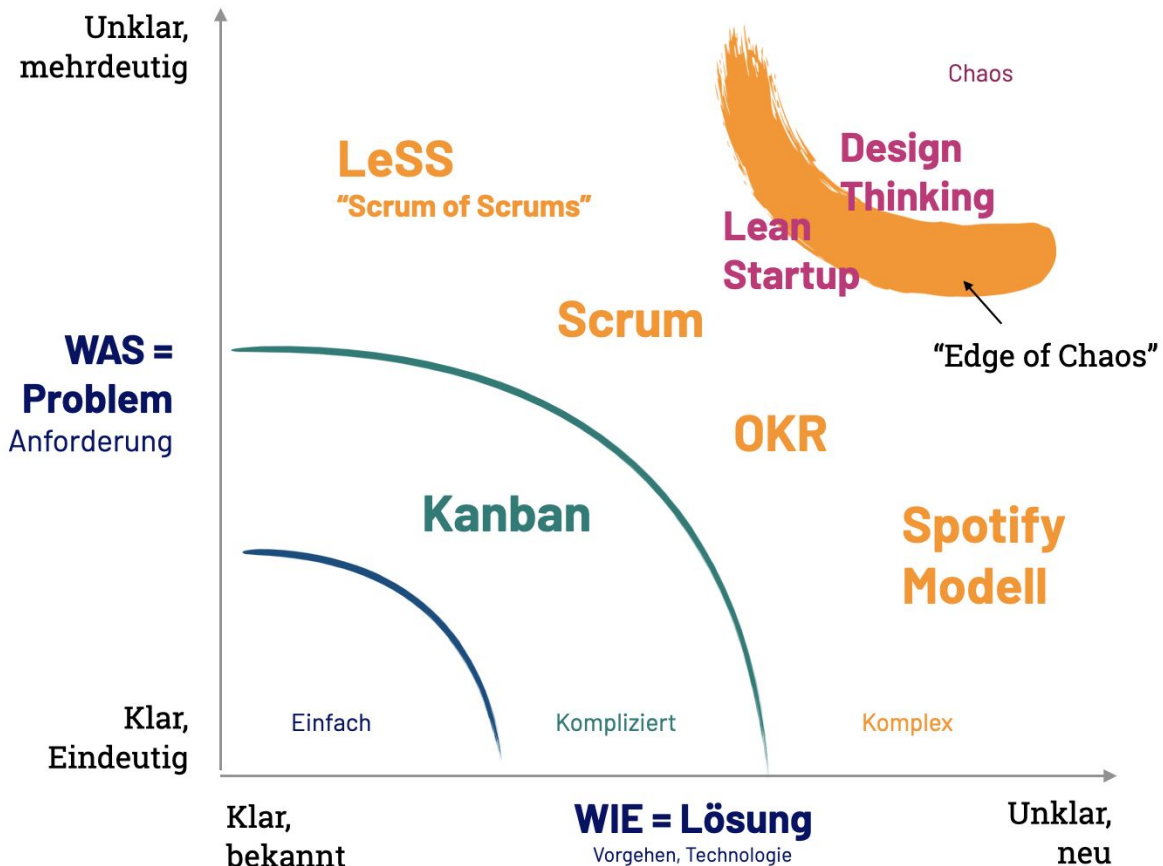 Unklar,
mehrdeutig
Chaos
LeSS
“Scrum of Scrums”
Design
Thinking
Lean
Startup
Scrum
“Edge of Chaos”
WAS =
Problem
Anforderung
OKR
Kanban
Spotify
Modell
Klar,
Eindeutig
Einfach
Kompliziert
Komplex
Klar,
bekannt
WIE = Lösung
Vorgehen, Technologie
Unklar,
neu